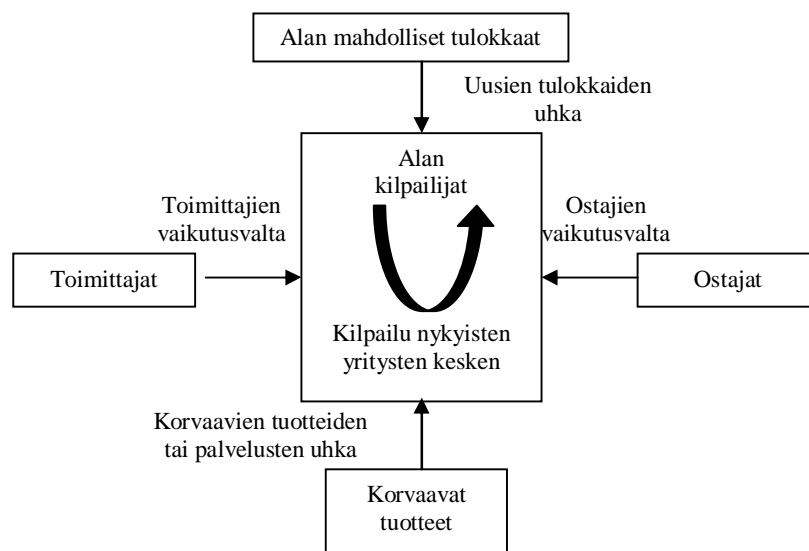 Alan mahdolliset tulokkaat
Uusien tulokkaiden
uhka
Alan
kilpailijat
Toimittajien
vaikutusvalta
Ostajien
vaikutusvalta
Toimittajat
Ostajat
Kilpailu nykyisten
yritysten kesken
Korvaavien tuotteiden
tai palvelusten uhka
Korvaavat
tuotteet